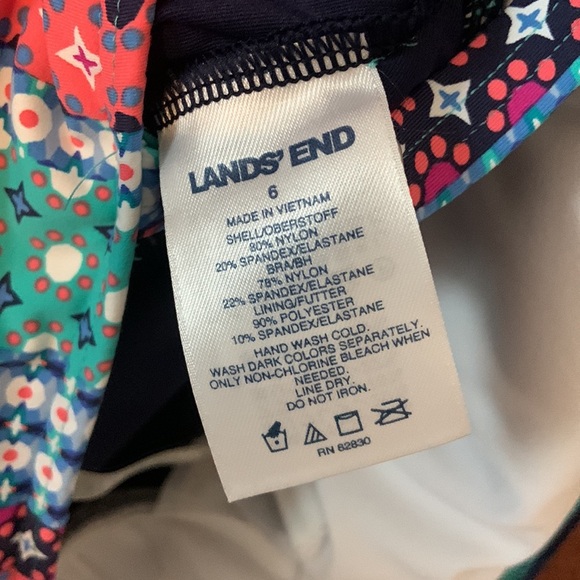 LANDS' END
6
MADE IN VIETNAM
SHELL/OBERSTOFF
80% NYLON
20% SPANDEX/ELASTANE
BRA/BH
78% NYLON
22% SPANDEX/ELASTANE
LINING/FUTTER
90% POLYESTER
10% SPANDEX/ELASTANE
HAND WASH COLD.
WASH DARK COLORS SEPARATELY.
ONLY NON-CHLORINE BLEACH WHEN
NEEDED.
LINE DRY.
DO NOT IRON.
RN 82830